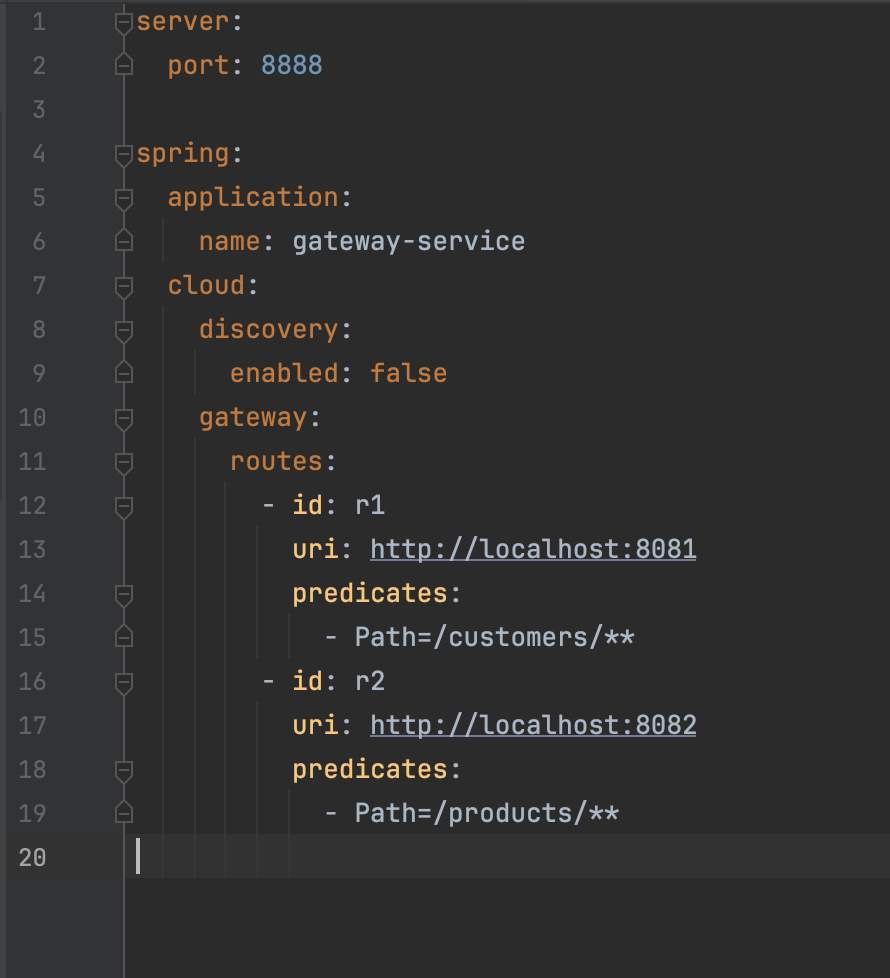 1 server:
2   port: 8888
3
4 spring:
5   application:
6     name: gateway-service
7   cloud:
8     discovery:
9       enabled: false
10     gateway:
11       routes:
12         - id: r1
13           uri: http://localhost:8081
14           predicates:
15             - Path=/customers/**
16         - id: r2
17           uri: http://localhost:8082
18           predicates:
19             - Path=/products/**
20